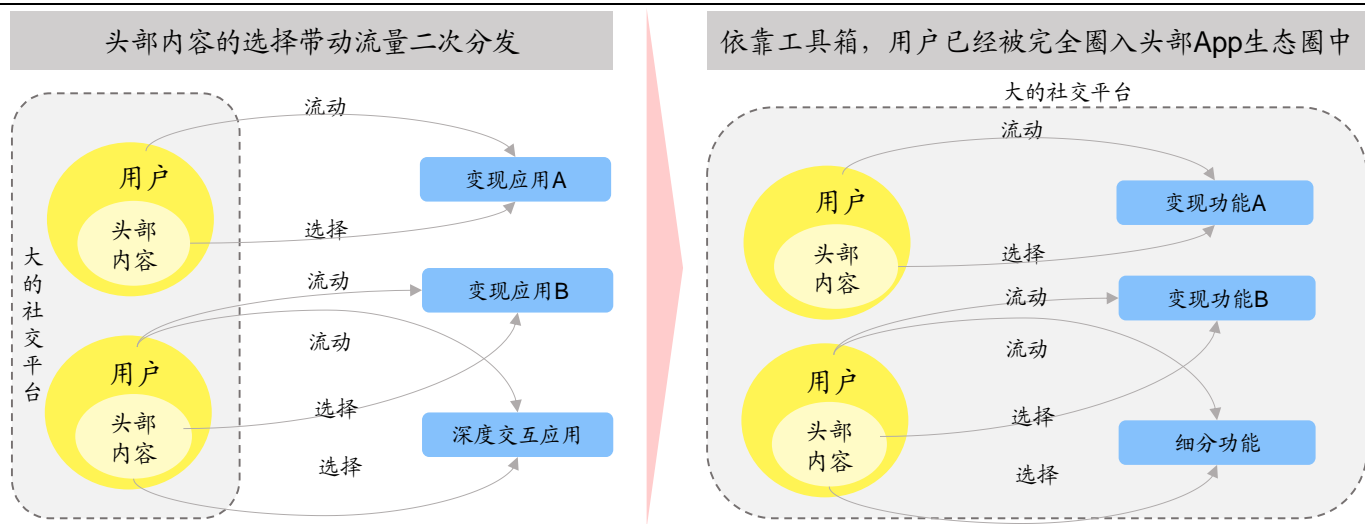 头部内容的选择带动流量二次分发
流动
用户
变现应用A
头部
内容
选择
大的社交平台
流动
变现应用B
流动
用户
选择
头部
内容
深度交互应用
选择
依靠工具箱，用户已经被完全圈入头部App生态圈中
大的社交平台
流动
用户
变现功能A
头部
内容
选择
流动
变现功能B
流动
用户
选择
头部
内容
细分功能
选择